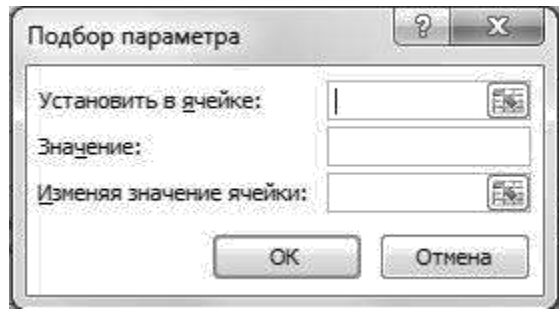 Подбор параметра
Установить в ячейке:
Значение:
Изменяя значение ячейки:
ОК
Отмена